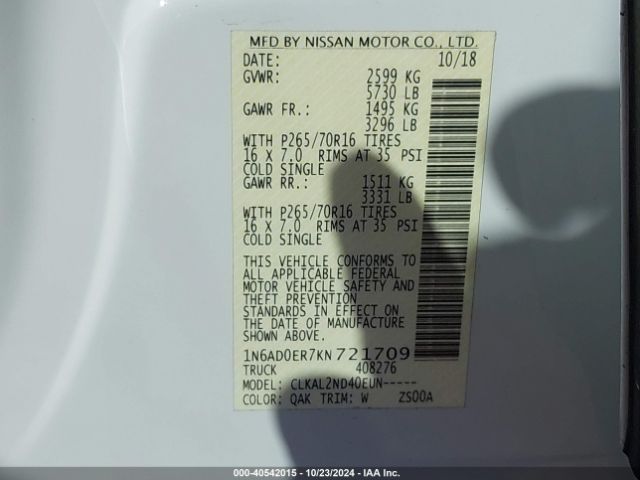 MFD BY NISSAN MOTOR CO., LTD.
DATE: 10/18
GVWR: 2599 KG
5730 LB
GAWR FR.: 1495 KG
3296 LB
WITH P265/70R16 TIRES
16 X 7.0 RIMS AT 35 PSI
COLD SINGLE
GAWR RR.: 1511 KG
3331 LB
WITH P265/70R16 TIRES
16 X 7.0 RIMS AT 35 PSI
COLD SINGLE
THIS VEHICLE CONFORMS TO
ALL APPLICABLE FEDERAL
MOTOR VEHICLE SAFETY AND
THEFT PREVENTION
STANDARDS IN EFFECT ON
THE DATE OF MANUFACTURE
SHOWN ABOVE.
1N6AD0ER7KN721709
TRUCK 408276
MODEL: CLKAL2ND40EUN-----
COLOR: QAK TRIM: W ZS00A
000-40542015 - 10/23/2024 - IAA Inc.